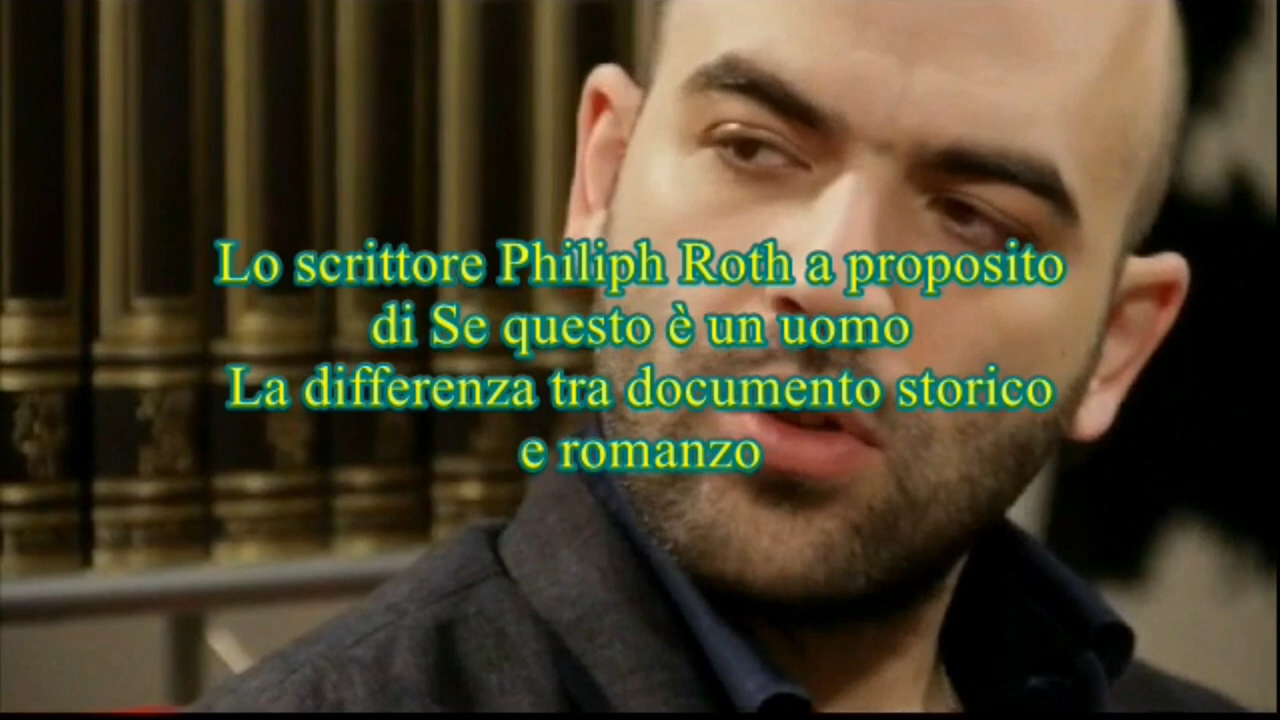 Lo scrittore Philiph Roth a proposito
di Se questo è un uomo
La differenza tra documento storico
e romanzo